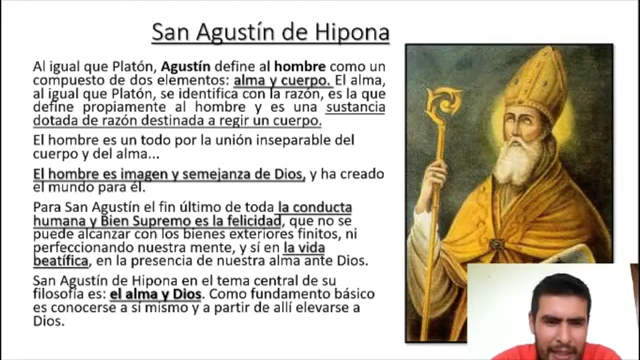 San Agustín de Hipona
Al igual que Platón, Agustín define al hombre como un
compuesto de dos elementos: alma y cuerpo. El alma,
al igual que Platón, se identifica con la razón, es la que
define propiamente al hombre y es una sustancia
dotada de razón destinada a regir un cuerpo.
El hombre es un todo por la unión inseparable del
cuerpo y del alma...
El hombre es imagen y semejanza de Dios, y ha creado
el mundo para él.
Para San Agustín el fin último de toda la conducta
humana y Bien Supremo es la felicidad, que no se
puede alcanzar con los bienes exteriores finitos, ni
perfeccionando nuestra mente, y sí en la vida
beatífica, en la presencia de nuestra alma ante Dios.
San Agustín de Hipona en el tema central de su
filosofía es: el alma y Dios. Como fundamento básico
es conocerse a sí mismo y a partir de allí elevarse a
Dios.